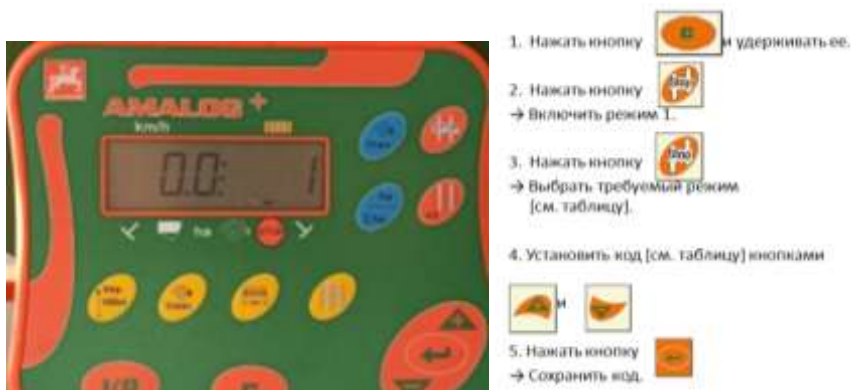 AMALOG+
km/h
0.0
ha
1/0
1. Нажать кнопку и удерживать ее.
2. Нажать кнопку
→ Включить режим 1.
3. Нажать кнопку
→ Выбрать требуемый режим
[см. таблицу].
4. Установить код [см. таблицу] кнопками
и
5. Нажать кнопку
→ Сохранить код.